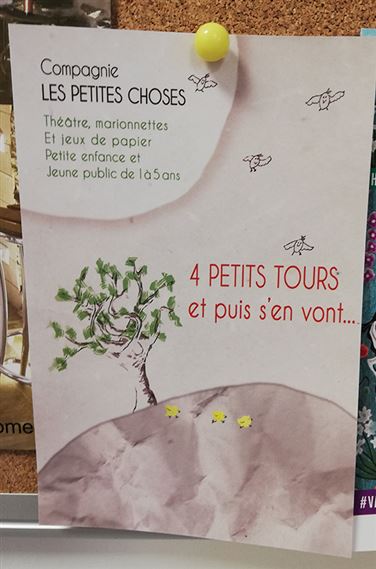 Compagnie
LES PETITES CHOSES
Théâtre, marionnettes
Et jeux de papier
Petite enfance et
Jeune public de 1 à 5 ans
4 PETITS TOURS
et puis s'en vont...